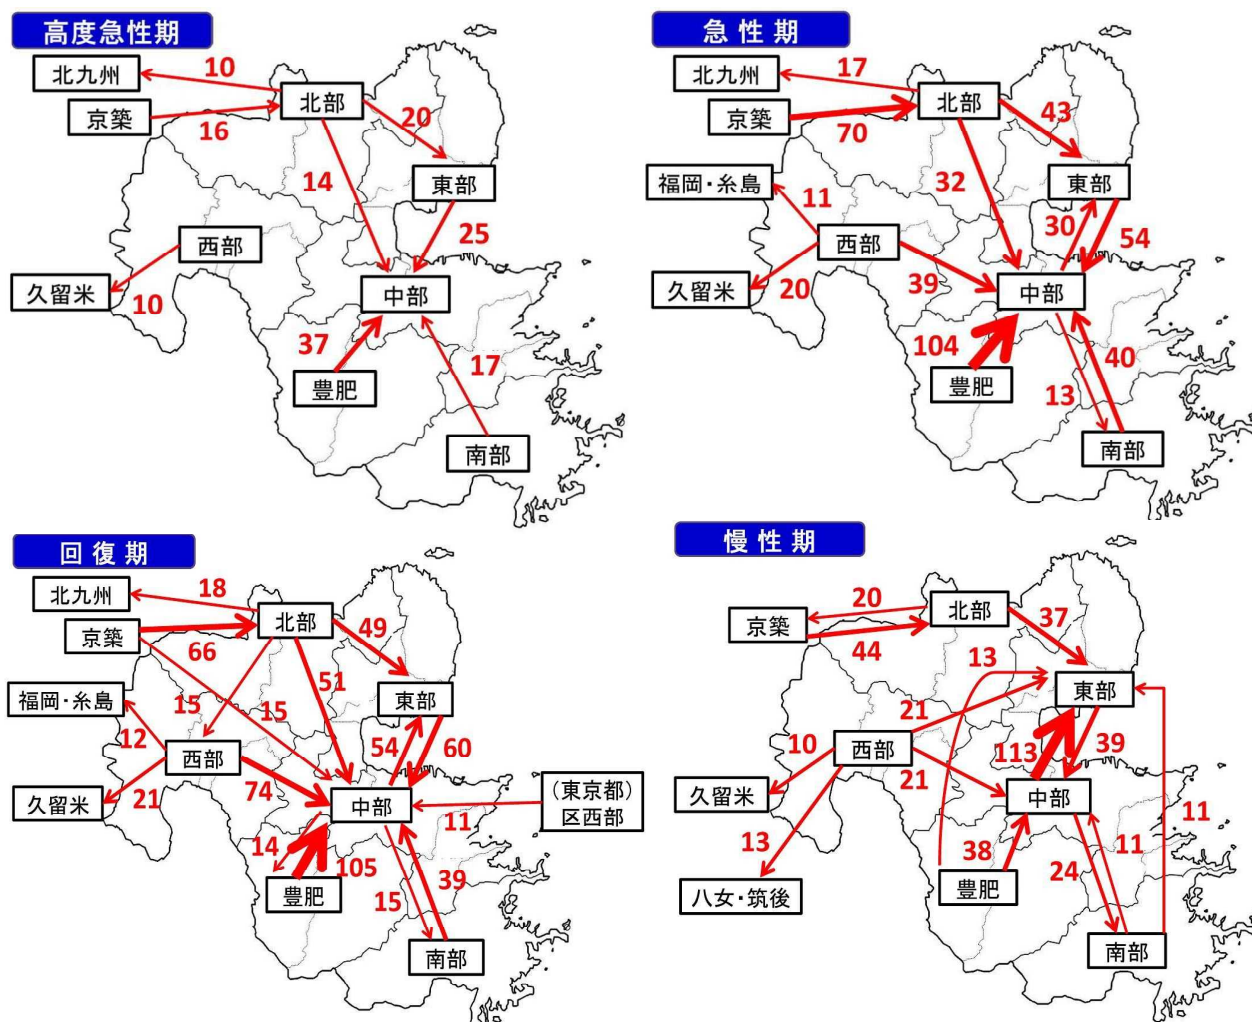 高度急性期
北九州
10
北部
京築
16
20
14
東部
西部
25
久留米
10
中部
37
17
豊肥
南部
急性期
北九州
17
北部
京築
70
43
福岡・糸島
11
32
東部
30
54
西部
久留米
20
39
中部
104
豊肥
13
40
南部
回復期
北九州
18
北部
京築
66
49
福岡・糸島
15
15
51
東部
12
西部
54
60
久留米
21
74
中部
(東京都)
区西部
11
14
105
豊肥
15
39
南部
慢性期
20
北部
京築
44
37
13
東部
21
10
西部
113
39
久留米
21
中部
13
11
11
38
24
八女・筑後
豊肥
南部